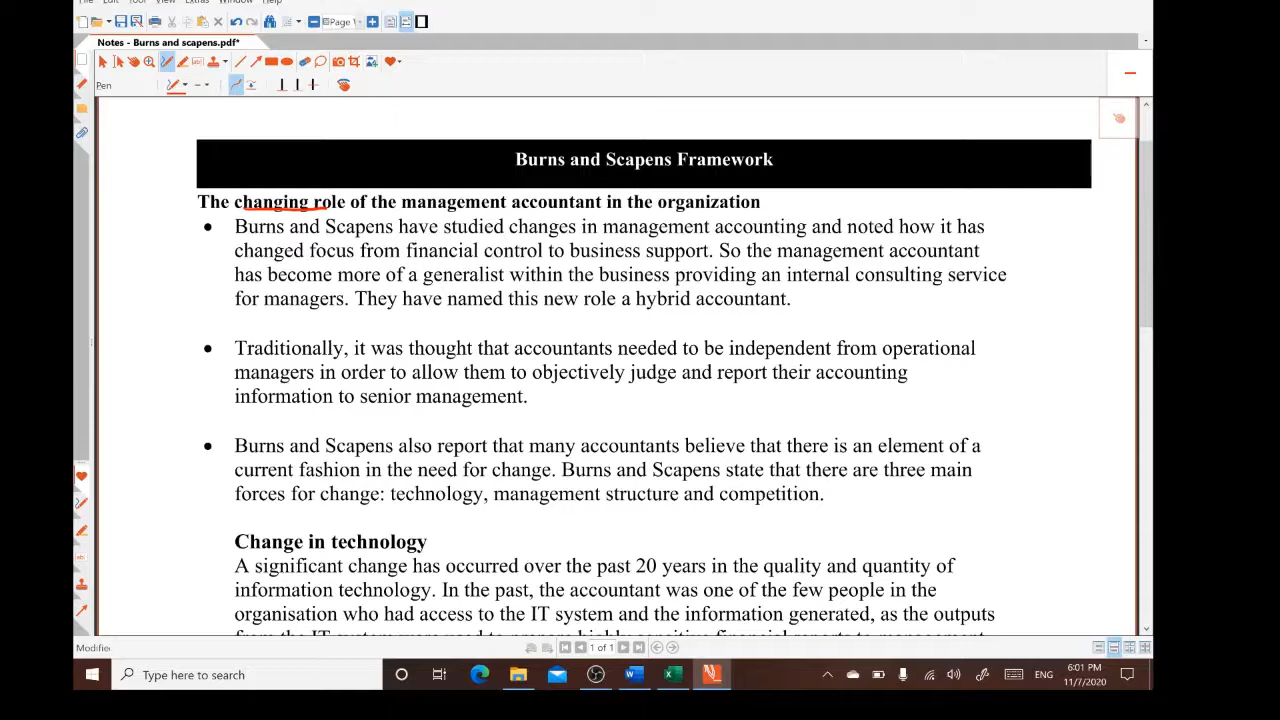 Tool View Extras Window Help
Page
Notes - Burns and scapens.pdf*
Pen
Burns and Scapens Framework
The changing role of the management accountant in the organization
• Burns and Scapens have studied changes in management accounting and noted how it has
changed focus from financial control to business support. So the management accountant
has become more of a generalist within the business providing an internal consulting service
for managers. They have named this new role a hybrid accountant.
• Traditionally, it was thought that accountants needed to be independent from operational
managers in order to allow them to objectively judge and report their accounting
information to senior management.
• Burns and Scapens also report that many accountants believe that there is an element of a
current fashion in the need for change. Burns and Scapens state that there are three main
forces for change: technology, management structure and competition.
Change in technology
A significant change has occurred over the past 20 years in the quality and quantity of
information technology. In the past, the accountant was one of the few people in the
organisation who had access to the IT system and the information generated, as the outputs
1 of 1
Type here to search
ENG
6:01 PM
11/7/2020